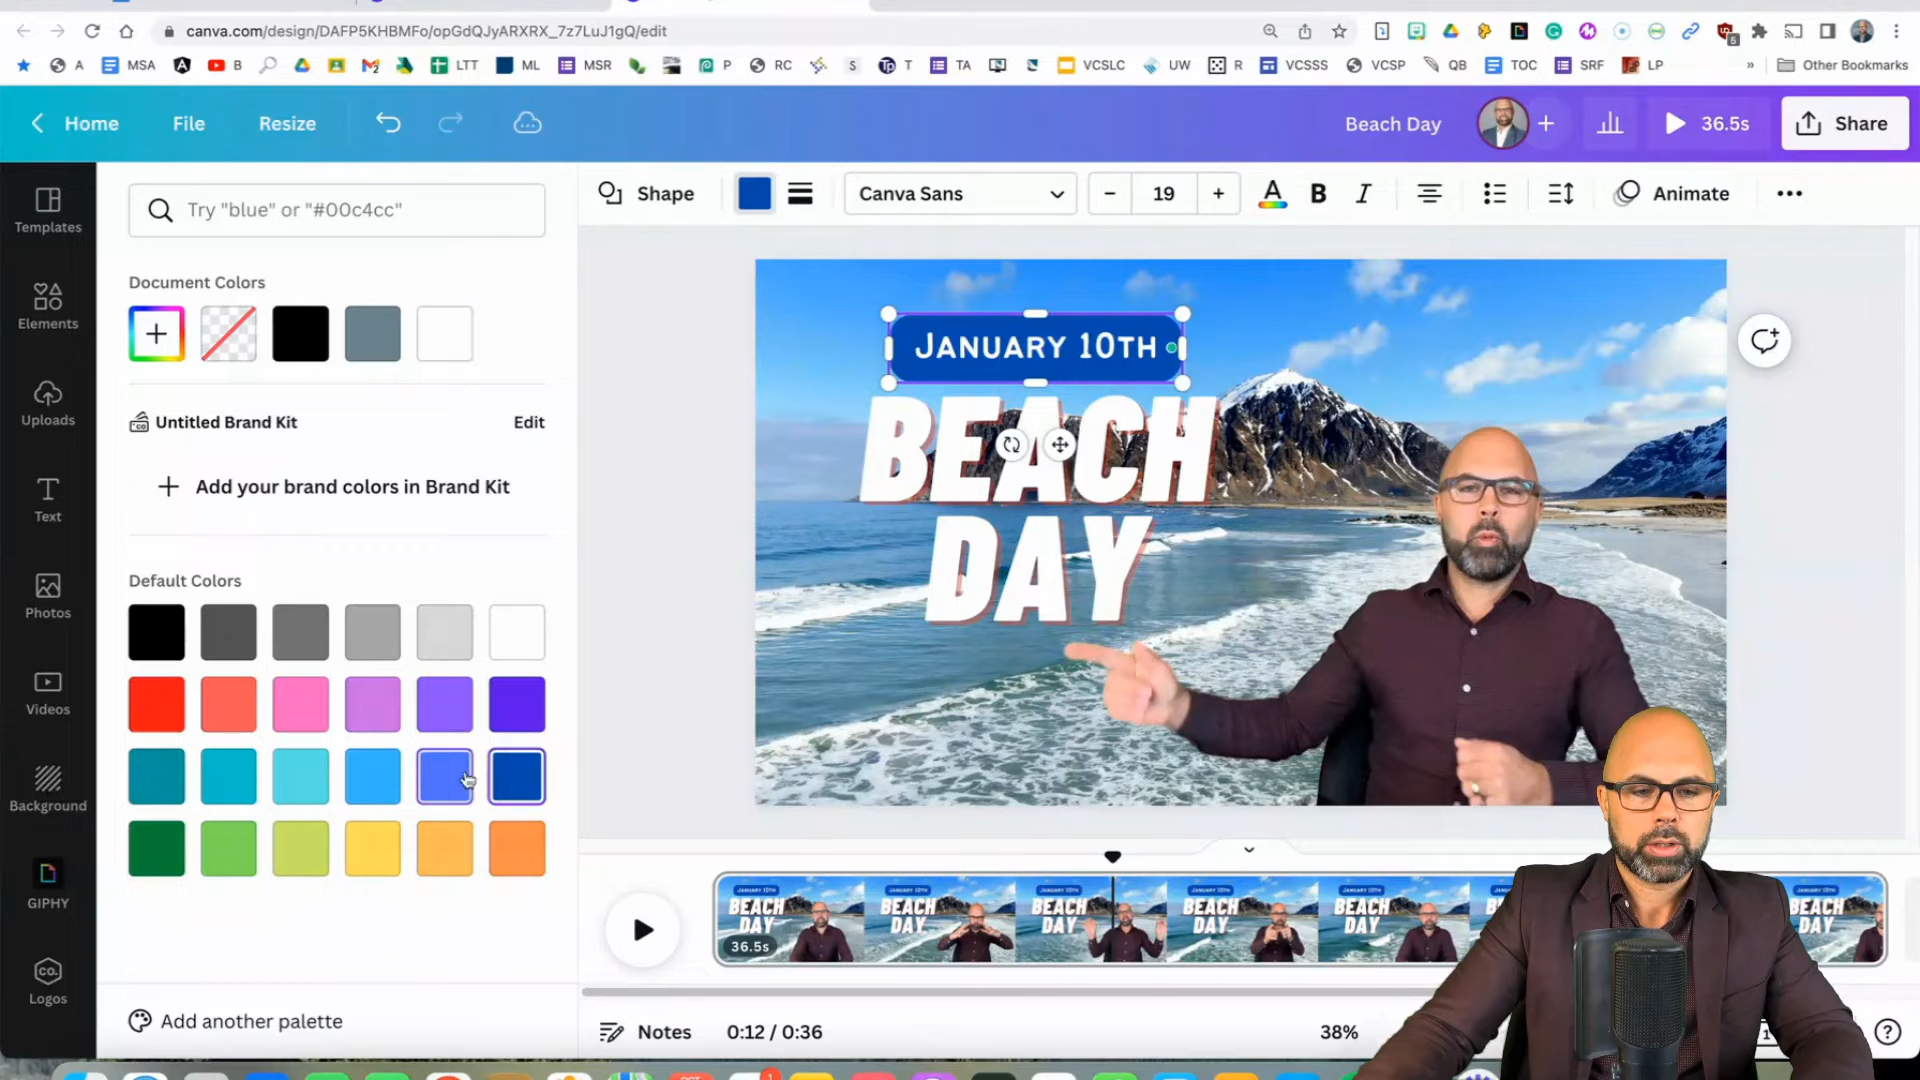 canva.com/design/DAFP5KHBMFo/opGdQJyARXRX_7z7LuJ1gQ/edit
A MSA B LTT ML MSR P RC S T TA VCSLC UW R VCSSS VCSP QB TOC SRF LP » Other Bookmarks
Home File Resize Beach Day + 36.5s Share
Templates
Elements
Uploads
Text
Photos
Videos
Background
GIPHY
Logos
Try "blue" or "#00c4cc"
Document Colors
Untitled Brand Kit Edit
Add your brand colors in Brand Kit
Default Colors
Add another palette
Shape Canva Sans – 19 + A B I Animate
January 10th
BEACH
DAY
36.5s
Notes 0:12 / 0:36 38%